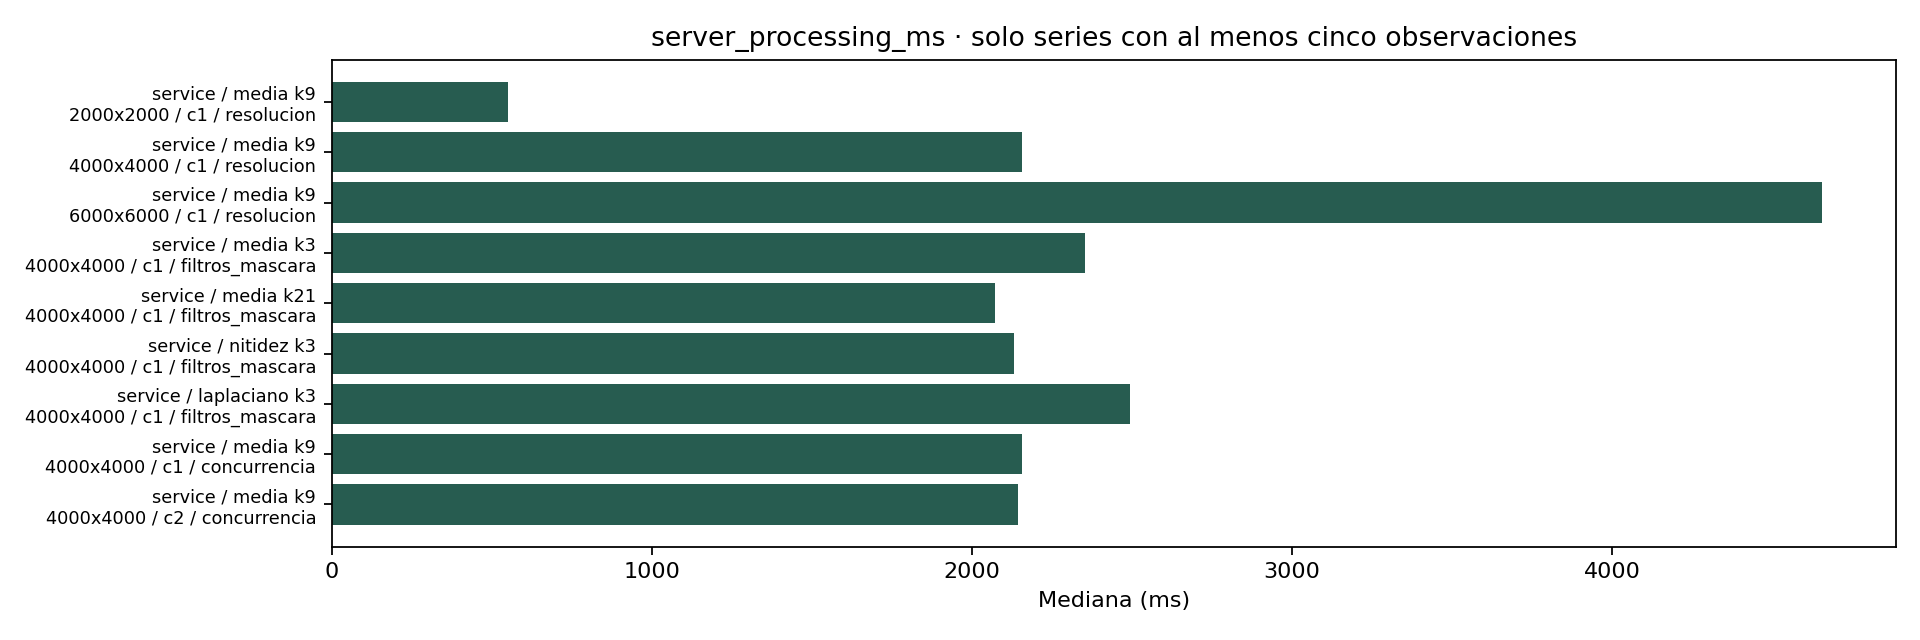 server_processing_ms · solo series con al menos cinco observaciones
service / media k9
2000x2000 / c1 / resolucion
service / media k9
4000x4000 / c1 / resolucion
service / media k9
6000x6000 / c1 / resolucion
service / media k3
4000x4000 / c1 / filtros_mascara
service / media k21
4000x4000 / c1 / filtros_mascara
service / nitidez k3
4000x4000 / c1 / filtros_mascara
service / laplaciano k3
4000x4000 / c1 / filtros_mascara
service / media k9
4000x4000 / c1 / concurrencia
service / media k9
4000x4000 / c2 / concurrencia
0 1000 2000 3000 4000
Mediana (ms)